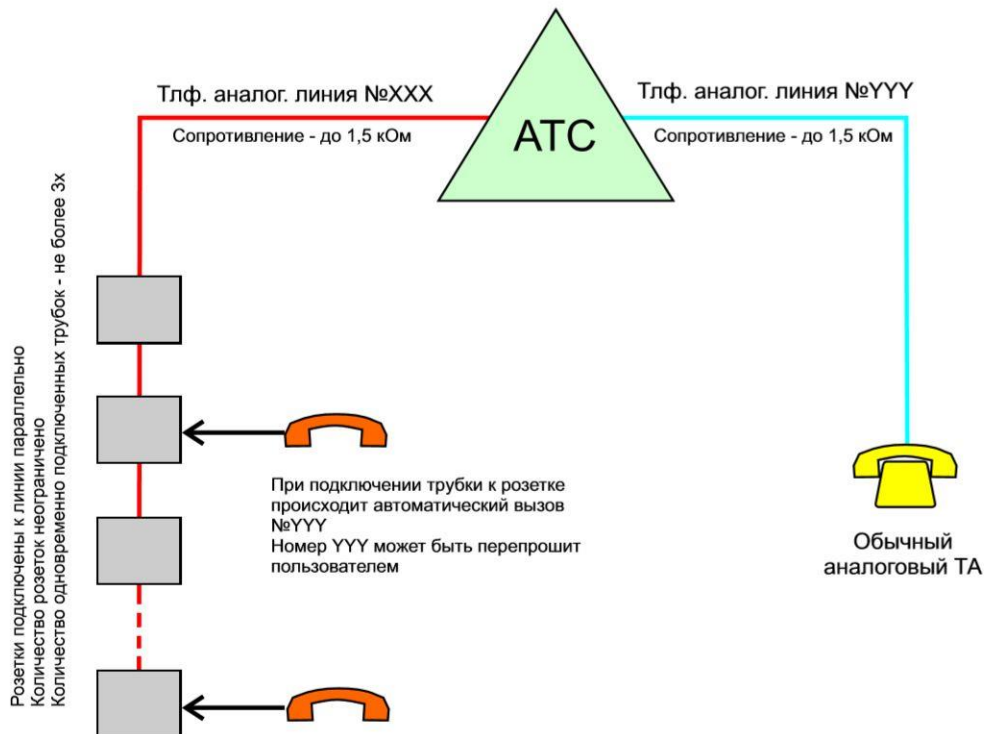 Тлф. аналог. линия №XXX
Сопротивление - до 1,5 кОм
АТС
Тлф. аналог. линия №YYY
Сопротивление - до 1,5 кОм
Розетки подключены к линии параллельно
Количество розеток неограничено
Количество одновременно подключенных трубок - не более 3х
При подключении трубки к розетке
происходит автоматический вызов
№YYY
Номер YYY может быть перепрошит
пользователем
Обычный
аналоговый ТА